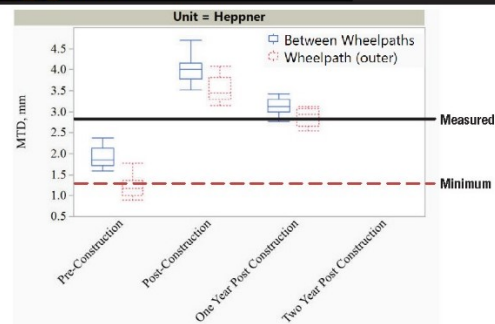 Unit = Heppner
Between Wheelpaths
Wheelpath (outer)
MTD, mm
4.5
4.0
3.5
3.0
2.5
2.0
1.5
1.0
0.5
Measured
Minimum
Pre-Construction
Post-Construction
One Year Post Construction
Two Year Post Construction